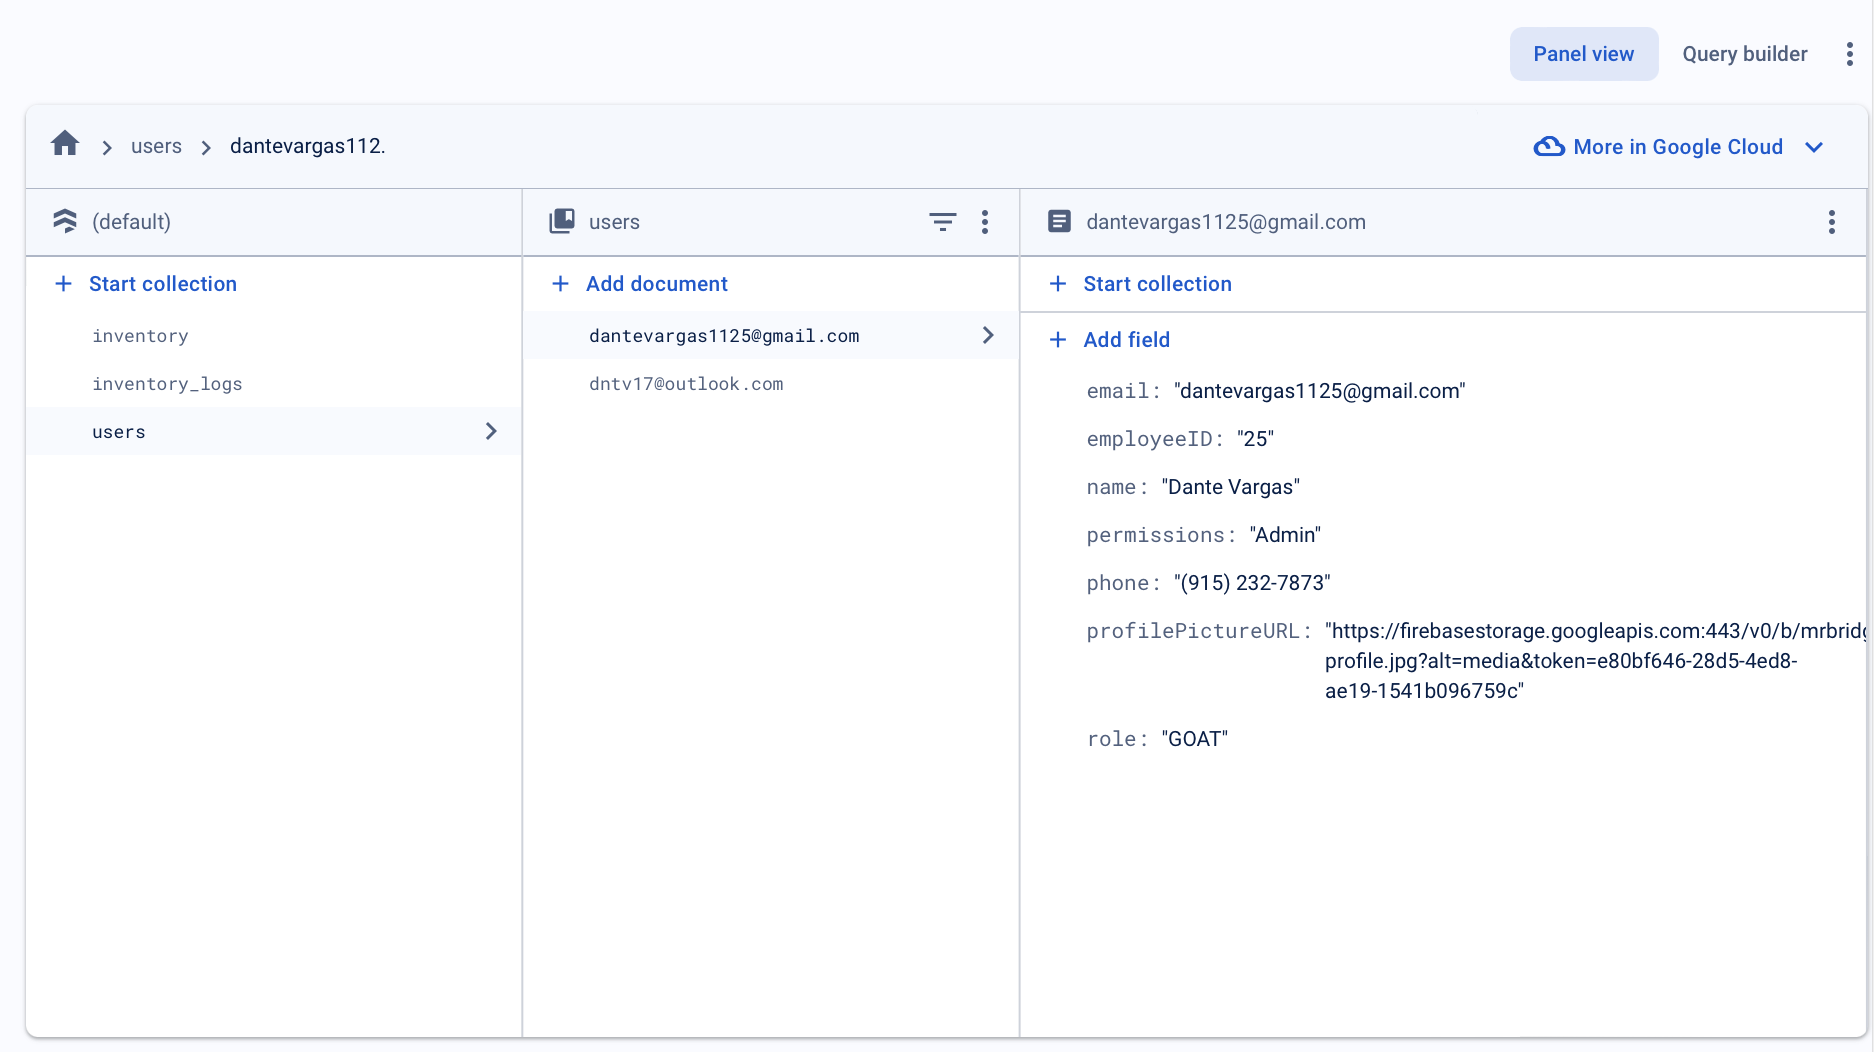 Panel view
Query builder
users
dantevargas112.
More in Google Cloud
(default)
Start collection
inventory
inventory_logs
users
users
Add document
dantevargas1125@gmail.com
dntv17@outlook.com
dantevargas1125@gmail.com
Start collection
Add field
email: "dantevargas1125@gmail.com"
employeeID: "25"
name: "Dante Vargas"
permissions: "Admin"
phone: "(915) 232-7873"
profilePictureURL: "https://firebasestorage.googleapis.com:443/v0/b/mrbridg
profile.jpg?alt=media&token=e80bf646-28d5-4ed8-
ae19-1541b096759c"
role: "GOAT"